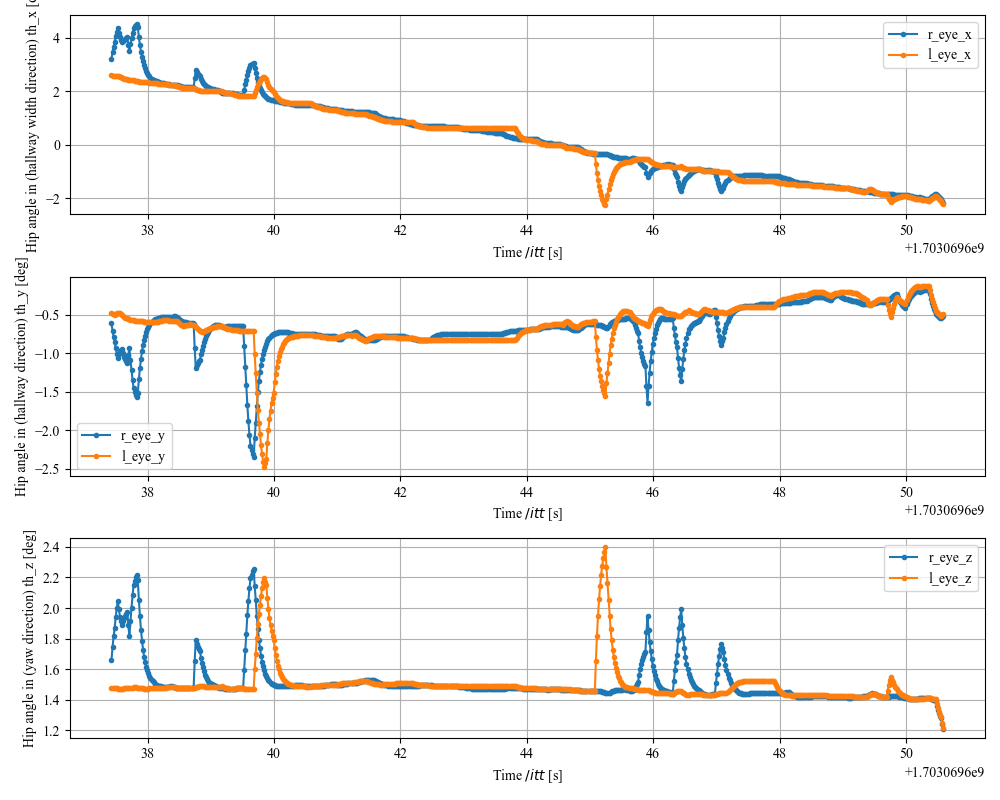 Hip angle in (hallway width direction) th_x
4
2
0
−2
r_eye_x
l_eye_x
38
40
42
44
46
48
50
Time /itt [s]
+1.7030696e9
Hip angle in (hallway direction) th_y [deg]
−0.5
−1.0
−1.5
−2.0
−2.5
r_eye_y
l_eye_y
38
40
42
44
46
48
50
Time /itt [s]
+1.7030696e9
Hip angle in (yaw direction) th_z [deg]
2.4
2.2
2.0
1.8
1.6
1.4
1.2
r_eye_z
l_eye_z
38
40
42
44
46
48
50
Time /itt [s]
+1.7030696e9